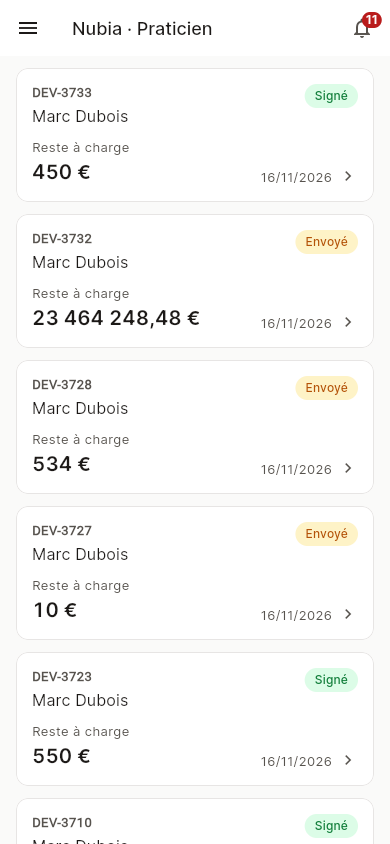 Nubia · Praticien
11
DEV-3733
Signé
Marc Dubois
Reste à charge
450 €
16/11/2026
DEV-3732
Envoyé
Marc Dubois
Reste à charge
23 464 248,48 €
16/11/2026
DEV-3728
Envoyé
Marc Dubois
Reste à charge
534 €
16/11/2026
DEV-3727
Envoyé
Marc Dubois
Reste à charge
10 €
16/11/2026
DEV-3723
Signé
Marc Dubois
Reste à charge
550 €
16/11/2026
DEV-3710
Signé
Marc Dubois